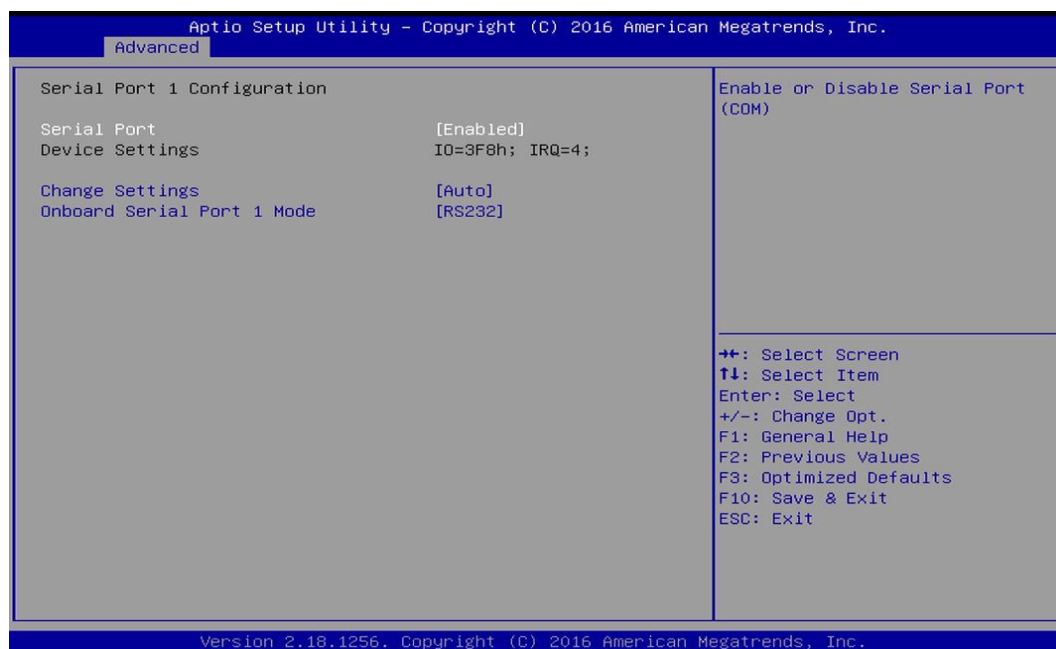 Aptio Setup Utility – Copyright (C) 2016 American Megatrends, Inc.
Advanced
Serial Port 1 Configuration
Serial Port [Enabled]
Device Settings IO=3F8h; IRQ=4;
Change Settings [Auto]
Onboard Serial Port 1 Mode [RS232]
Enable or Disable Serial Port
(COM)
→←: Select Screen
↑↓: Select Item
Enter: Select
+/-: Change Opt.
F1: General Help
F2: Previous Values
F3: Optimized Defaults
F10: Save & Exit
ESC: Exit
Version 2.18.1256. Copyright (C) 2016 American Megatrends, Inc.